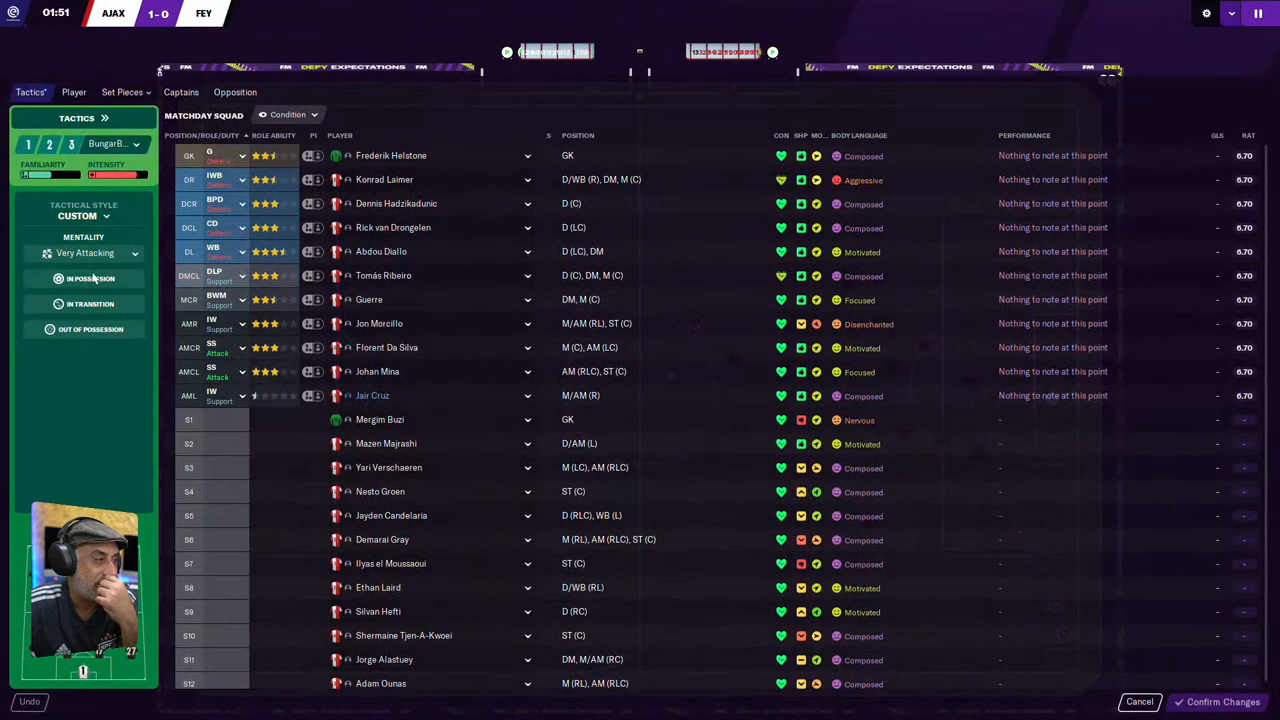 01:51 AJAX 1 - 0 FEY
P P
FM DEFY EXPECTATIONS FM FM DEFY EXPECTATIONS FM
Tactics* Player Set Pieces Captains Opposition
TACTICS
1 2 3 BungarB...
FAMILIARITY INTENSITY
TACTICAL STYLE
CUSTOM
MENTALITY
Very Attacking
IN POSSESSION
IN TRANSITION
OUT OF POSSESSION
MATCHDAY SQUAD Condition
POSITION/ROLE/DUTY ROLE ABILITY PI PLAYER S POSITION CON SHP MO... BODY LANGUAGE PERFORMANCE GLS RAT
GK G Defend Frederik Helstone GK Composed Nothing to note at this point - 6.70
DR IWB Defend Konrad Laimer D/WB (R), DM, M (C) Aggressive Nothing to note at this point - 6.70
DCR BPD Defend Dennis Hadzikadunic D (C) Composed Nothing to note at this point - 6.70
DCL CD Defend Rick van Drongelen D (LC) Composed Nothing to note at this point - 6.70
DL WB Defend Abdou Diallo D (LC), DM Motivated Nothing to note at this point - 6.70
DMCL DLP Support Tomás Ribeiro D (C), DM, M (C) Composed Nothing to note at this point - 6.70
MCR BWM Support Guerre DM, M (C) Focused Nothing to note at this point - 6.70
AMR IW Support Jon Morcillo M/AM (RL), ST (C) Disenchanted Nothing to note at this point - 6.70
AMCR SS Attack Florent Da Silva M (C), AM (LC) Motivated Nothing to note at this point - 6.70
AMCL SS Attack Johan Mina AM (RLC), ST (C) Focused Nothing to note at this point - 6.70
AML IW Support Jair Cruz M/AM (R) Composed Nothing to note at this point - 6.70
S1 Mergim Buzi GK Nervous - - -
S2 Mazen Majrashi D/AM (L) Motivated - - -
S3 Yari Verschaeren M (LC), AM (RLC) Composed - - -
S4 Nesto Groen ST (C) Composed - - -
S5 Jayden Candelaria D (RLC), WB (L) Composed - - -
S6 Demarai Gray M (RL), AM (RLC), ST (C) Composed - - -
S7 Ilyas el Moussaoui ST (C) Composed - - -
S8 Ethan Laird D/WB (RL) Motivated - - -
S9 Silvan Hefti D (RC) Motivated - - -
S10 Shermaine Tjen-A-Kwoei ST (C) Composed - - -
S11 Jorge Alastuey DM, M/AM (RC) Composed - - -
S12 Adam Ounas M (RL), AM (RLC) Composed - - -
27
1
Undo Cancel Confirm Changes